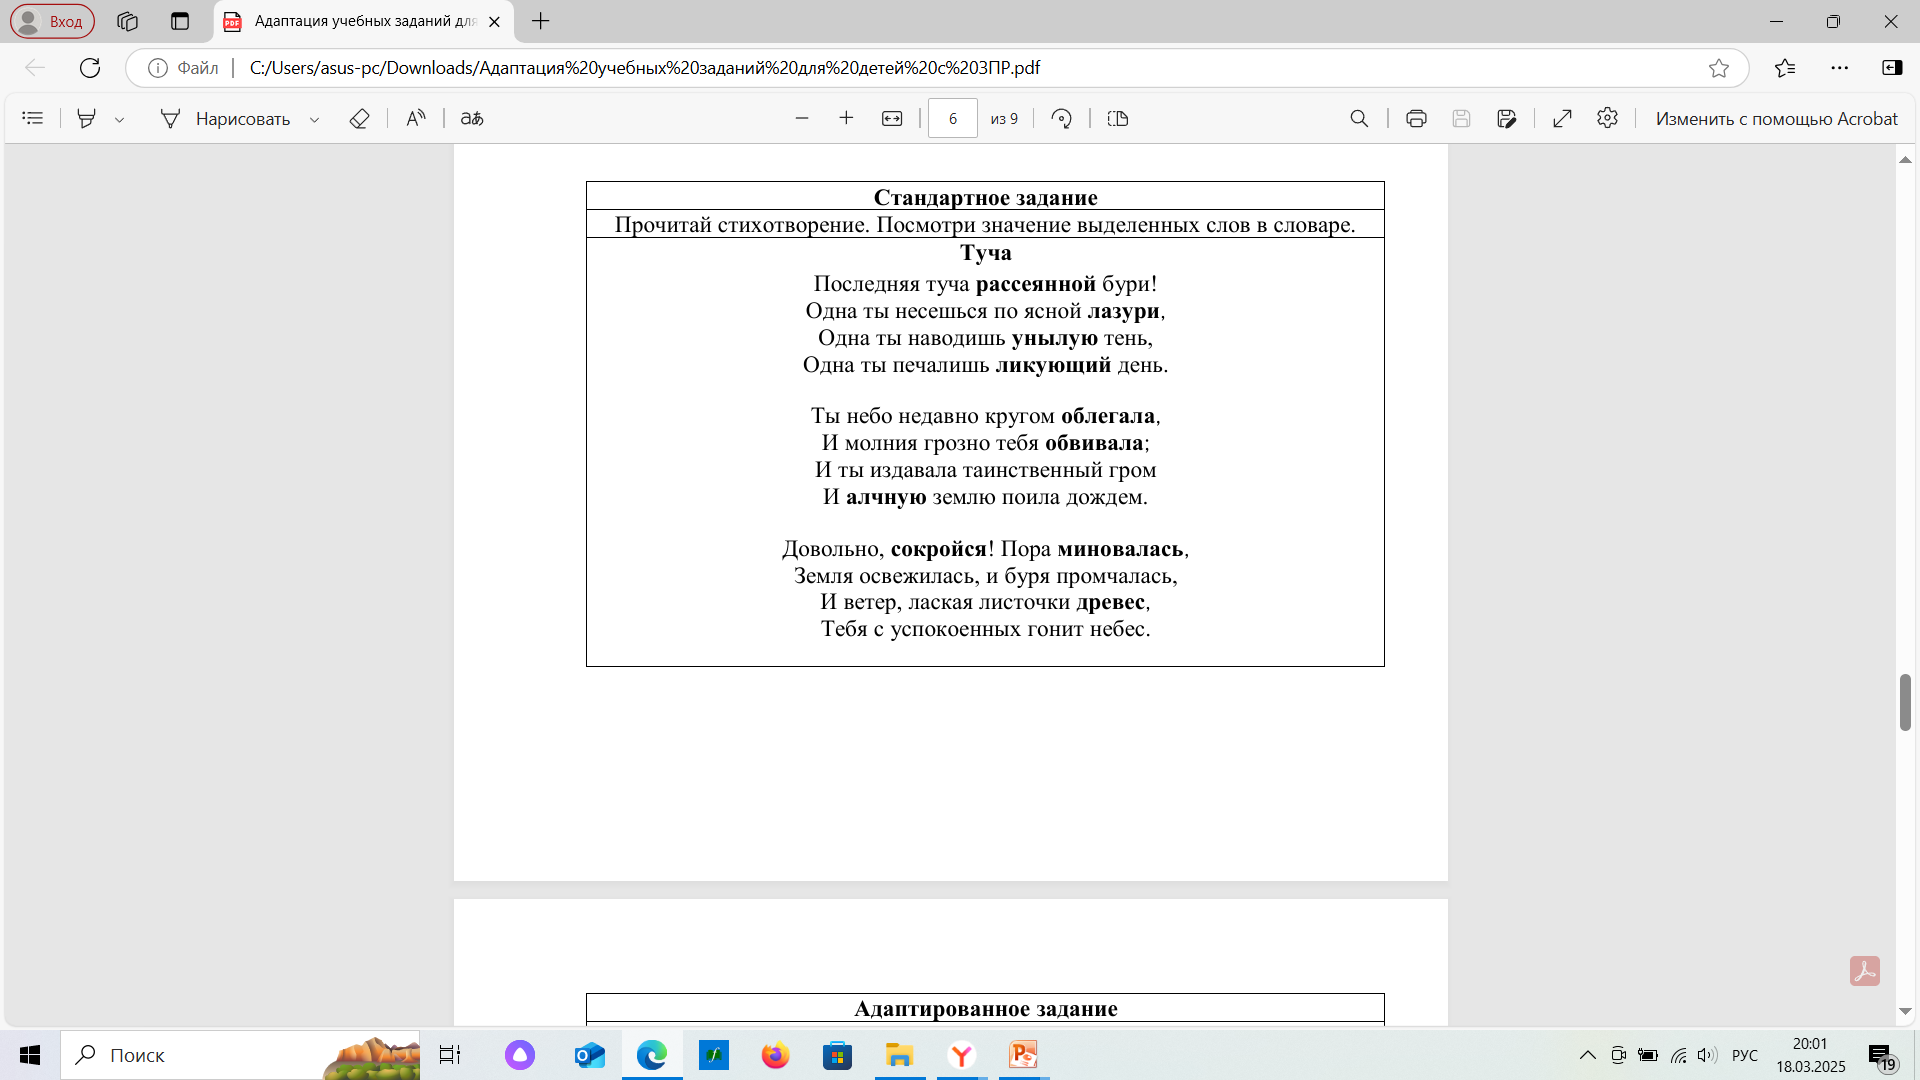 Вход
Адаптация учебных заданий для
Файл
C:/Users/asus-pc/Downloads/Адаптация%20учебных%20заданий%20для%20детей%20с%20ЗПР.pdf
Нарисовать
аあ
6 из 9
Изменить с помощью Acrobat
Стандартное задание
Прочитай стихотворение. Посмотри значение выделенных слов в словаре.
Туча
Последняя туча рассеянной бури!
Одна ты несешься по ясной лазури,
Одна ты наводишь унылую тень,
Одна ты печалишь ликующий день.
Ты небо недавно кругом облегала,
И молния грозно тебя обвивала;
И ты издавала таинственный гром
И алчную землю поила дождем.
Довольно, сокройся! Пора миновалась,
Земля освежилась, и буря промчалась,
И ветер, лаская листочки древес,
Тебя с успокоенных гонит небес.
Адаптированное задание
Поиск
РУС
20:01
18.03.2025
19